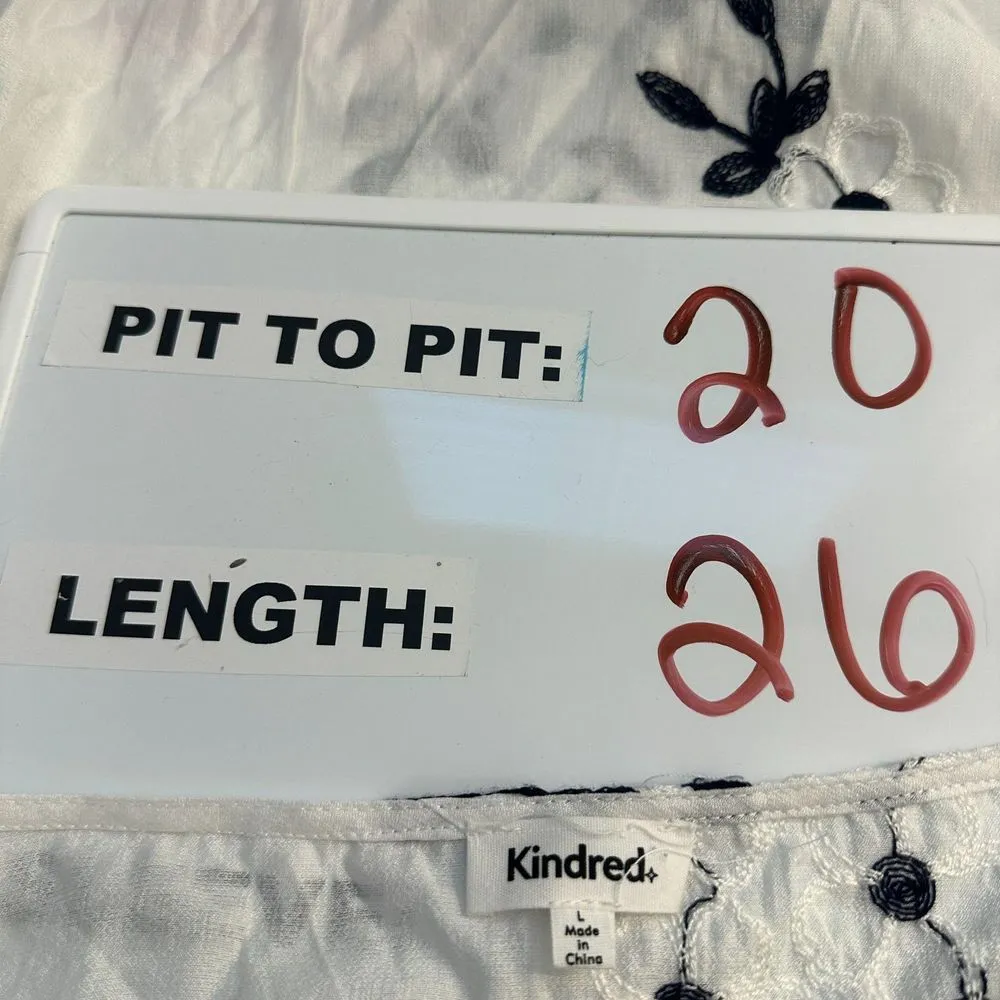 PIT TO PIT: 20
LENGTH: 26
Kindred
L
Made
in
China